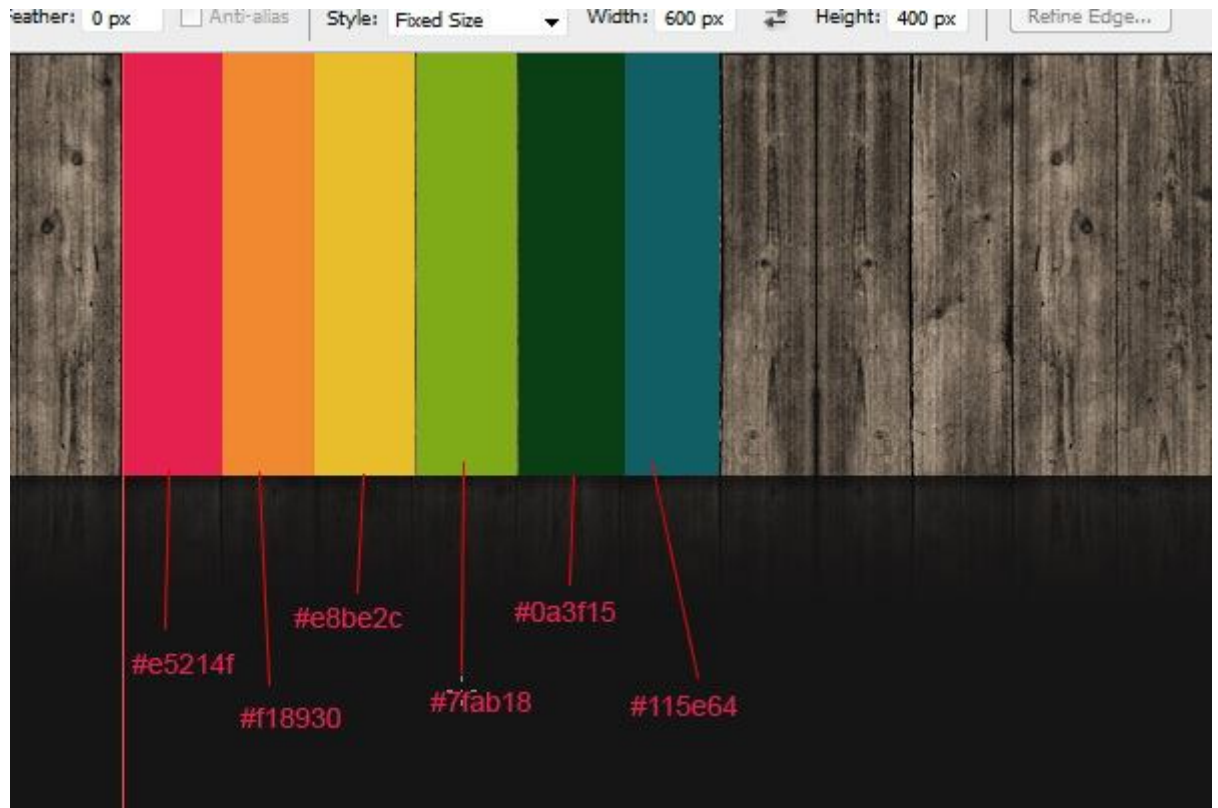 eather: 0 px Anti-alias Style: Fixed Size Width: 600 px Height: 400 px Refine Edge...
#e8be2c
#0a3f15
#e5214f
#7fab18
#115e64
#f18930